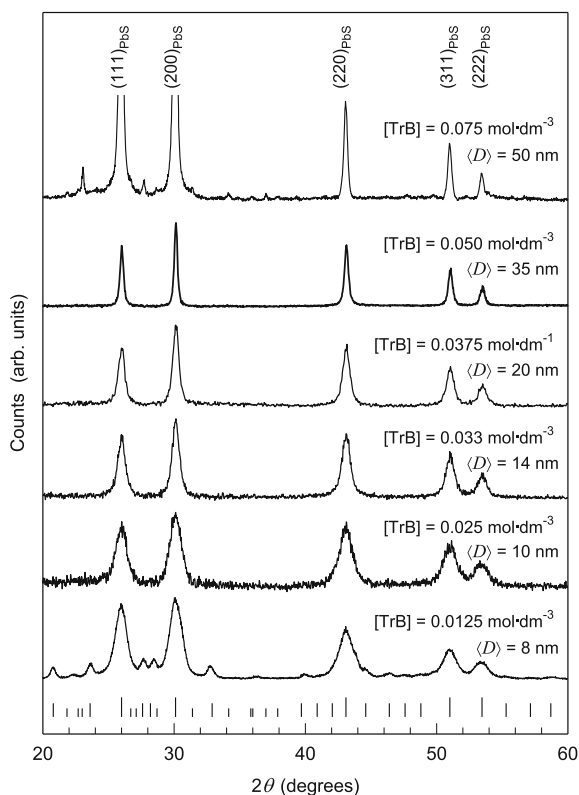 (111)PbS (200)PbS (220)PbS (311)PbS (222)PbS
[TrB] = 0.075 mol•dm-3
⟨D⟩ = 50 nm
[TrB] = 0.050 mol•dm-3
⟨D⟩ = 35 nm
[TrB] = 0.0375 mol•dm-1
⟨D⟩ = 20 nm
[TrB] = 0.033 mol•dm-3
⟨D⟩ = 14 nm
[TrB] = 0.025 mol•dm-3
⟨D⟩ = 10 nm
[TrB] = 0.0125 mol•dm-3
⟨D⟩ = 8 nm
Counts (arb. units)
20 30 40 50 60
2θ (degrees)